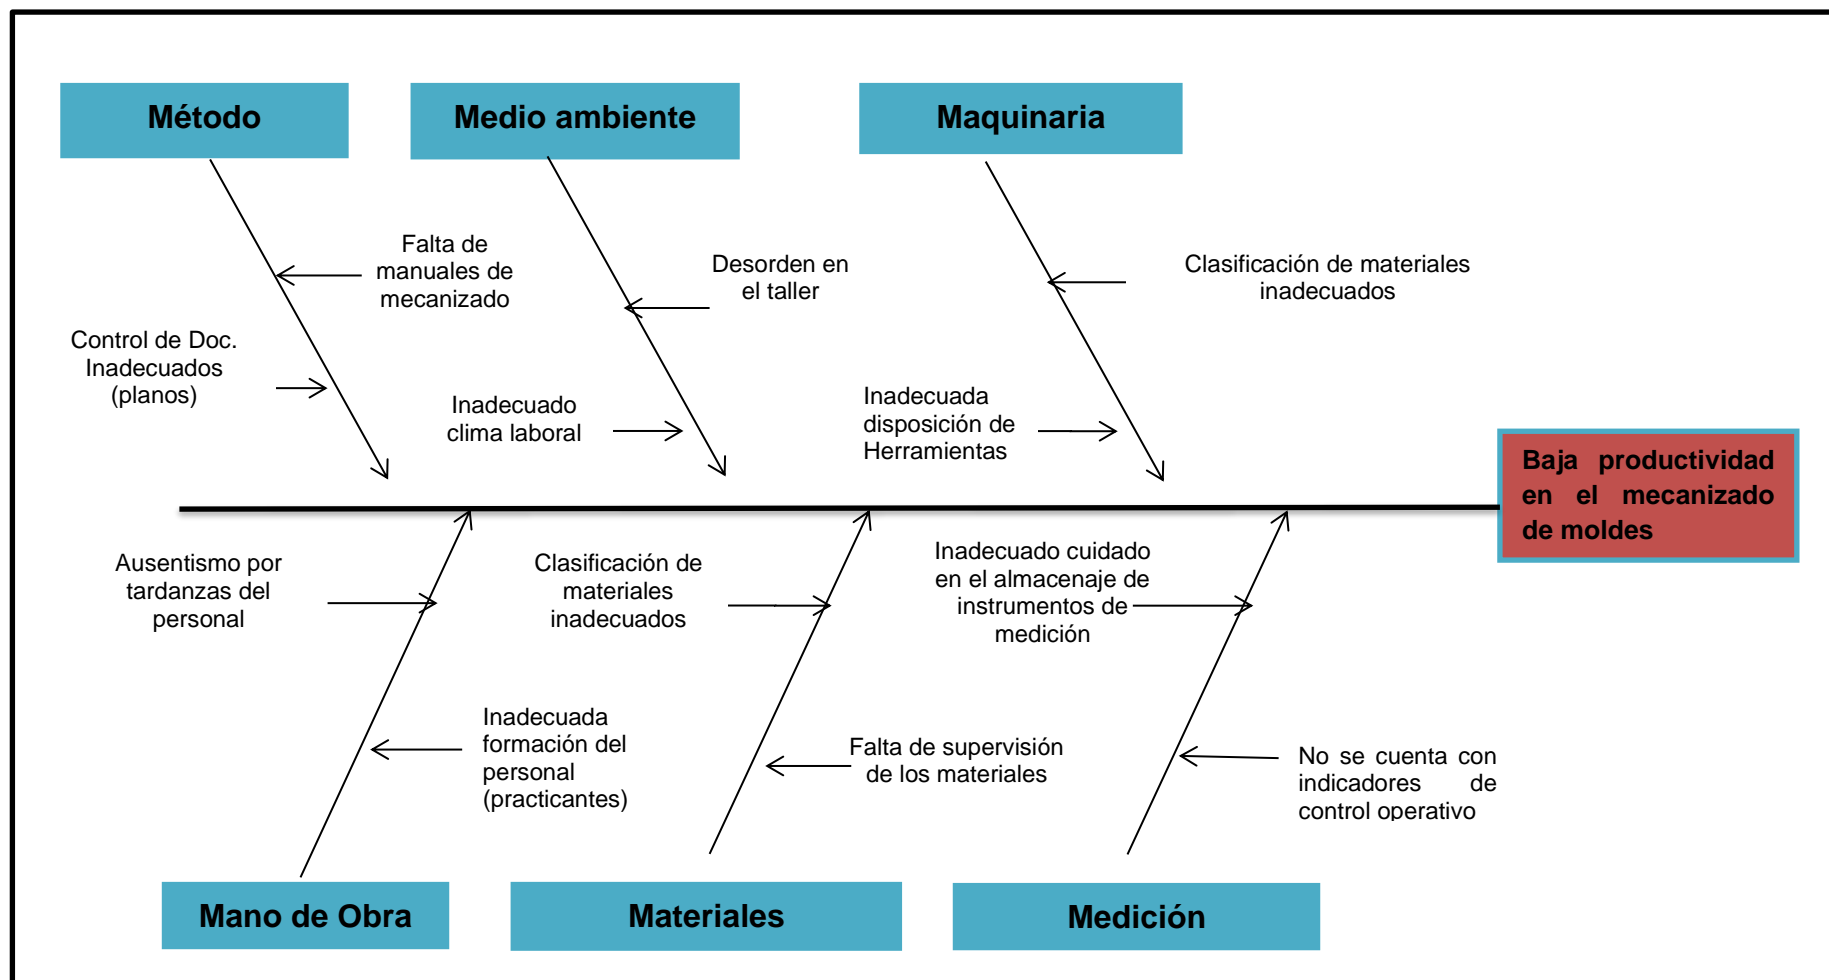 Método
Medio ambiente
Maquinaria
Falta de
manuales de
mecanizado
Desorden en
el taller
Clasificación de materiales
inadecuados
Control de Doc.
Inadecuados
(planos)
Inadecuado
clima laboral
Inadecuada
disposición de
Herramientas
Baja productividad
en el mecanizado
de moldes
Ausentismo por
tardanzas del
personal
Clasificación de
materiales
inadecuados
Inadecuado cuidado
en el almacenaje de
instrumentos de
medición
Inadecuada
formación del
personal
(practicantes)
Falta de supervisión
de los materiales
No se cuenta con
indicadores de
control operativo
Mano de Obra
Materiales
Medición